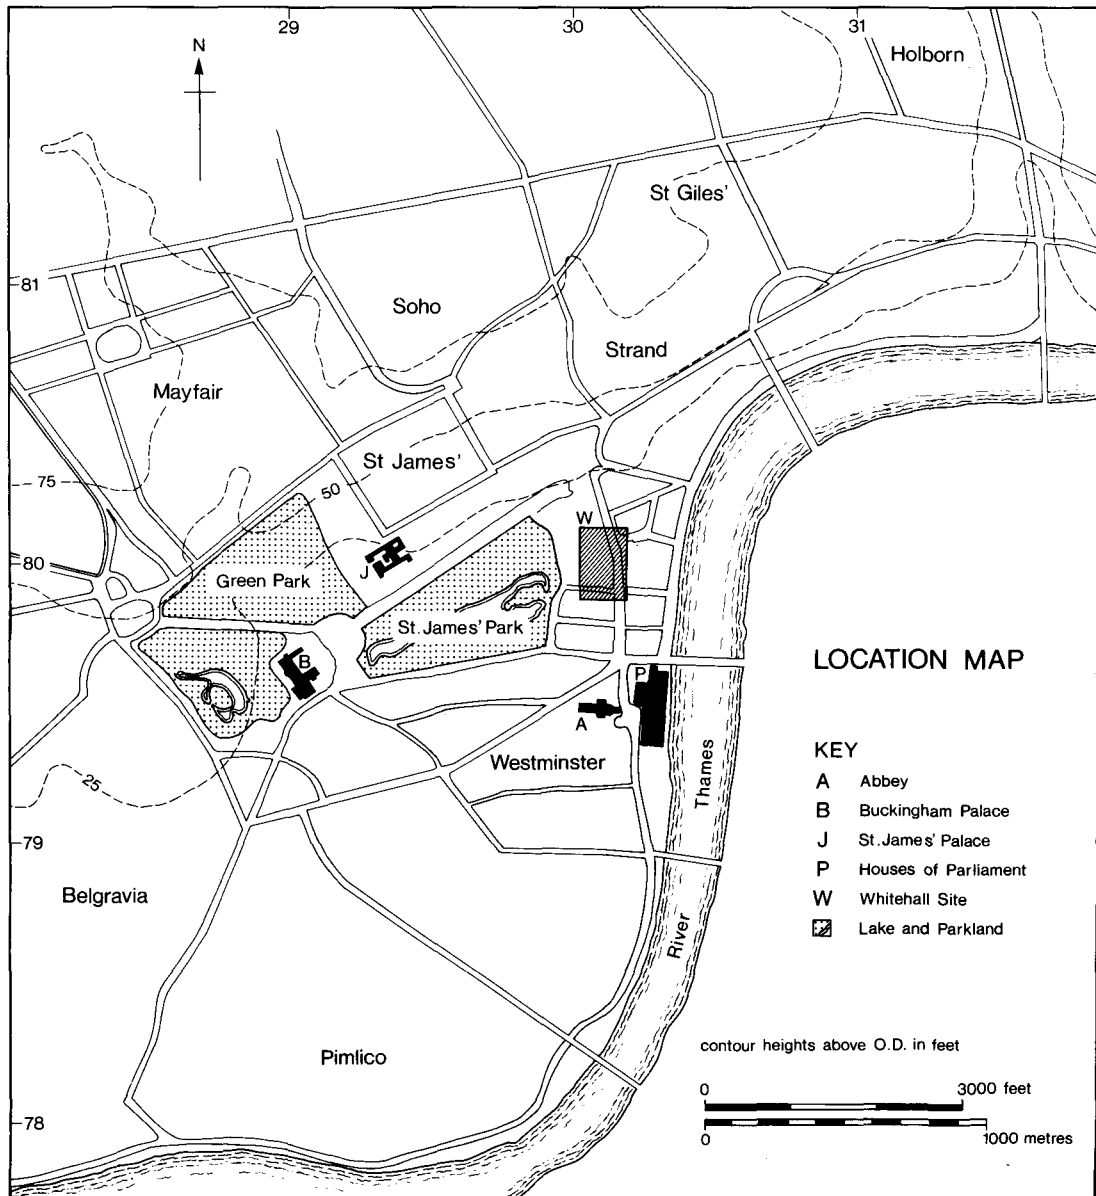 29
30
31
N
Holborn
St Giles'
81
Soho
Strand
Mayfair
St James'
75
50
W
80
J
Green Park
St. James' Park
B
P
LOCATION MAP
A
Westminster
Thames
KEY
25
A Abbey
B Buckingham Palace
79
J St. James' Palace
P Houses of Parliament
Belgravia
W Whitehall Site
Lake and Parkland
River
Pimlico
contour heights above O.D. in feet
0 3000 feet
78
0 1000 metres